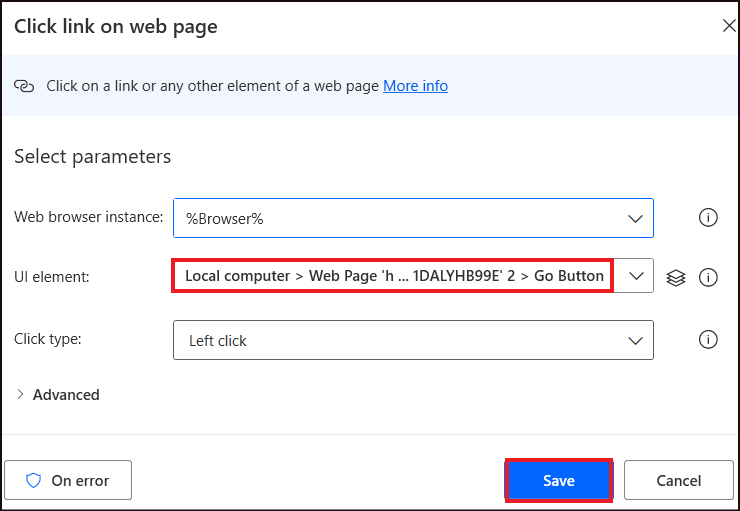 Click link on web page
Click on a link or any other element of a web page More info
Select parameters
Web browser instance: %Browser%
UI element: Local computer > Web Page 'h ... 1DALYHB99E' 2 > Go Button
Click type: Left click
Advanced
On error Save Cancel